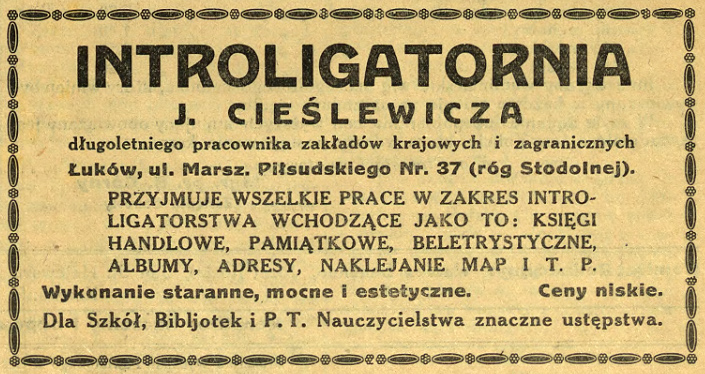 INTROLIGATORNIA
J. CIEŚLEWICZA
długoletniego pracownika zakładów krajowych i zagranicznych
Łuków, ul. Marsz. Piłsudskiego Nr. 37 (róg Stodolnej).
PRZYJMUJE WSZELKIE PRACE W ZAKRES INTRO-
LIGATORSTWA WCHODZĄCE JAKO TO: KSIĘGI
HANDLOWE, PAMIĄTKOWE, BELETRYSTYCZNE,
ALBUMY, ADRESY, NAKLEJANIE MAP I T. P.
Wykonanie staranne, mocne i estetyczne. Ceny niskie.
Dla Szkół, Bibljotek i P. T. Nauczycielstwa znaczne ustępstwa.